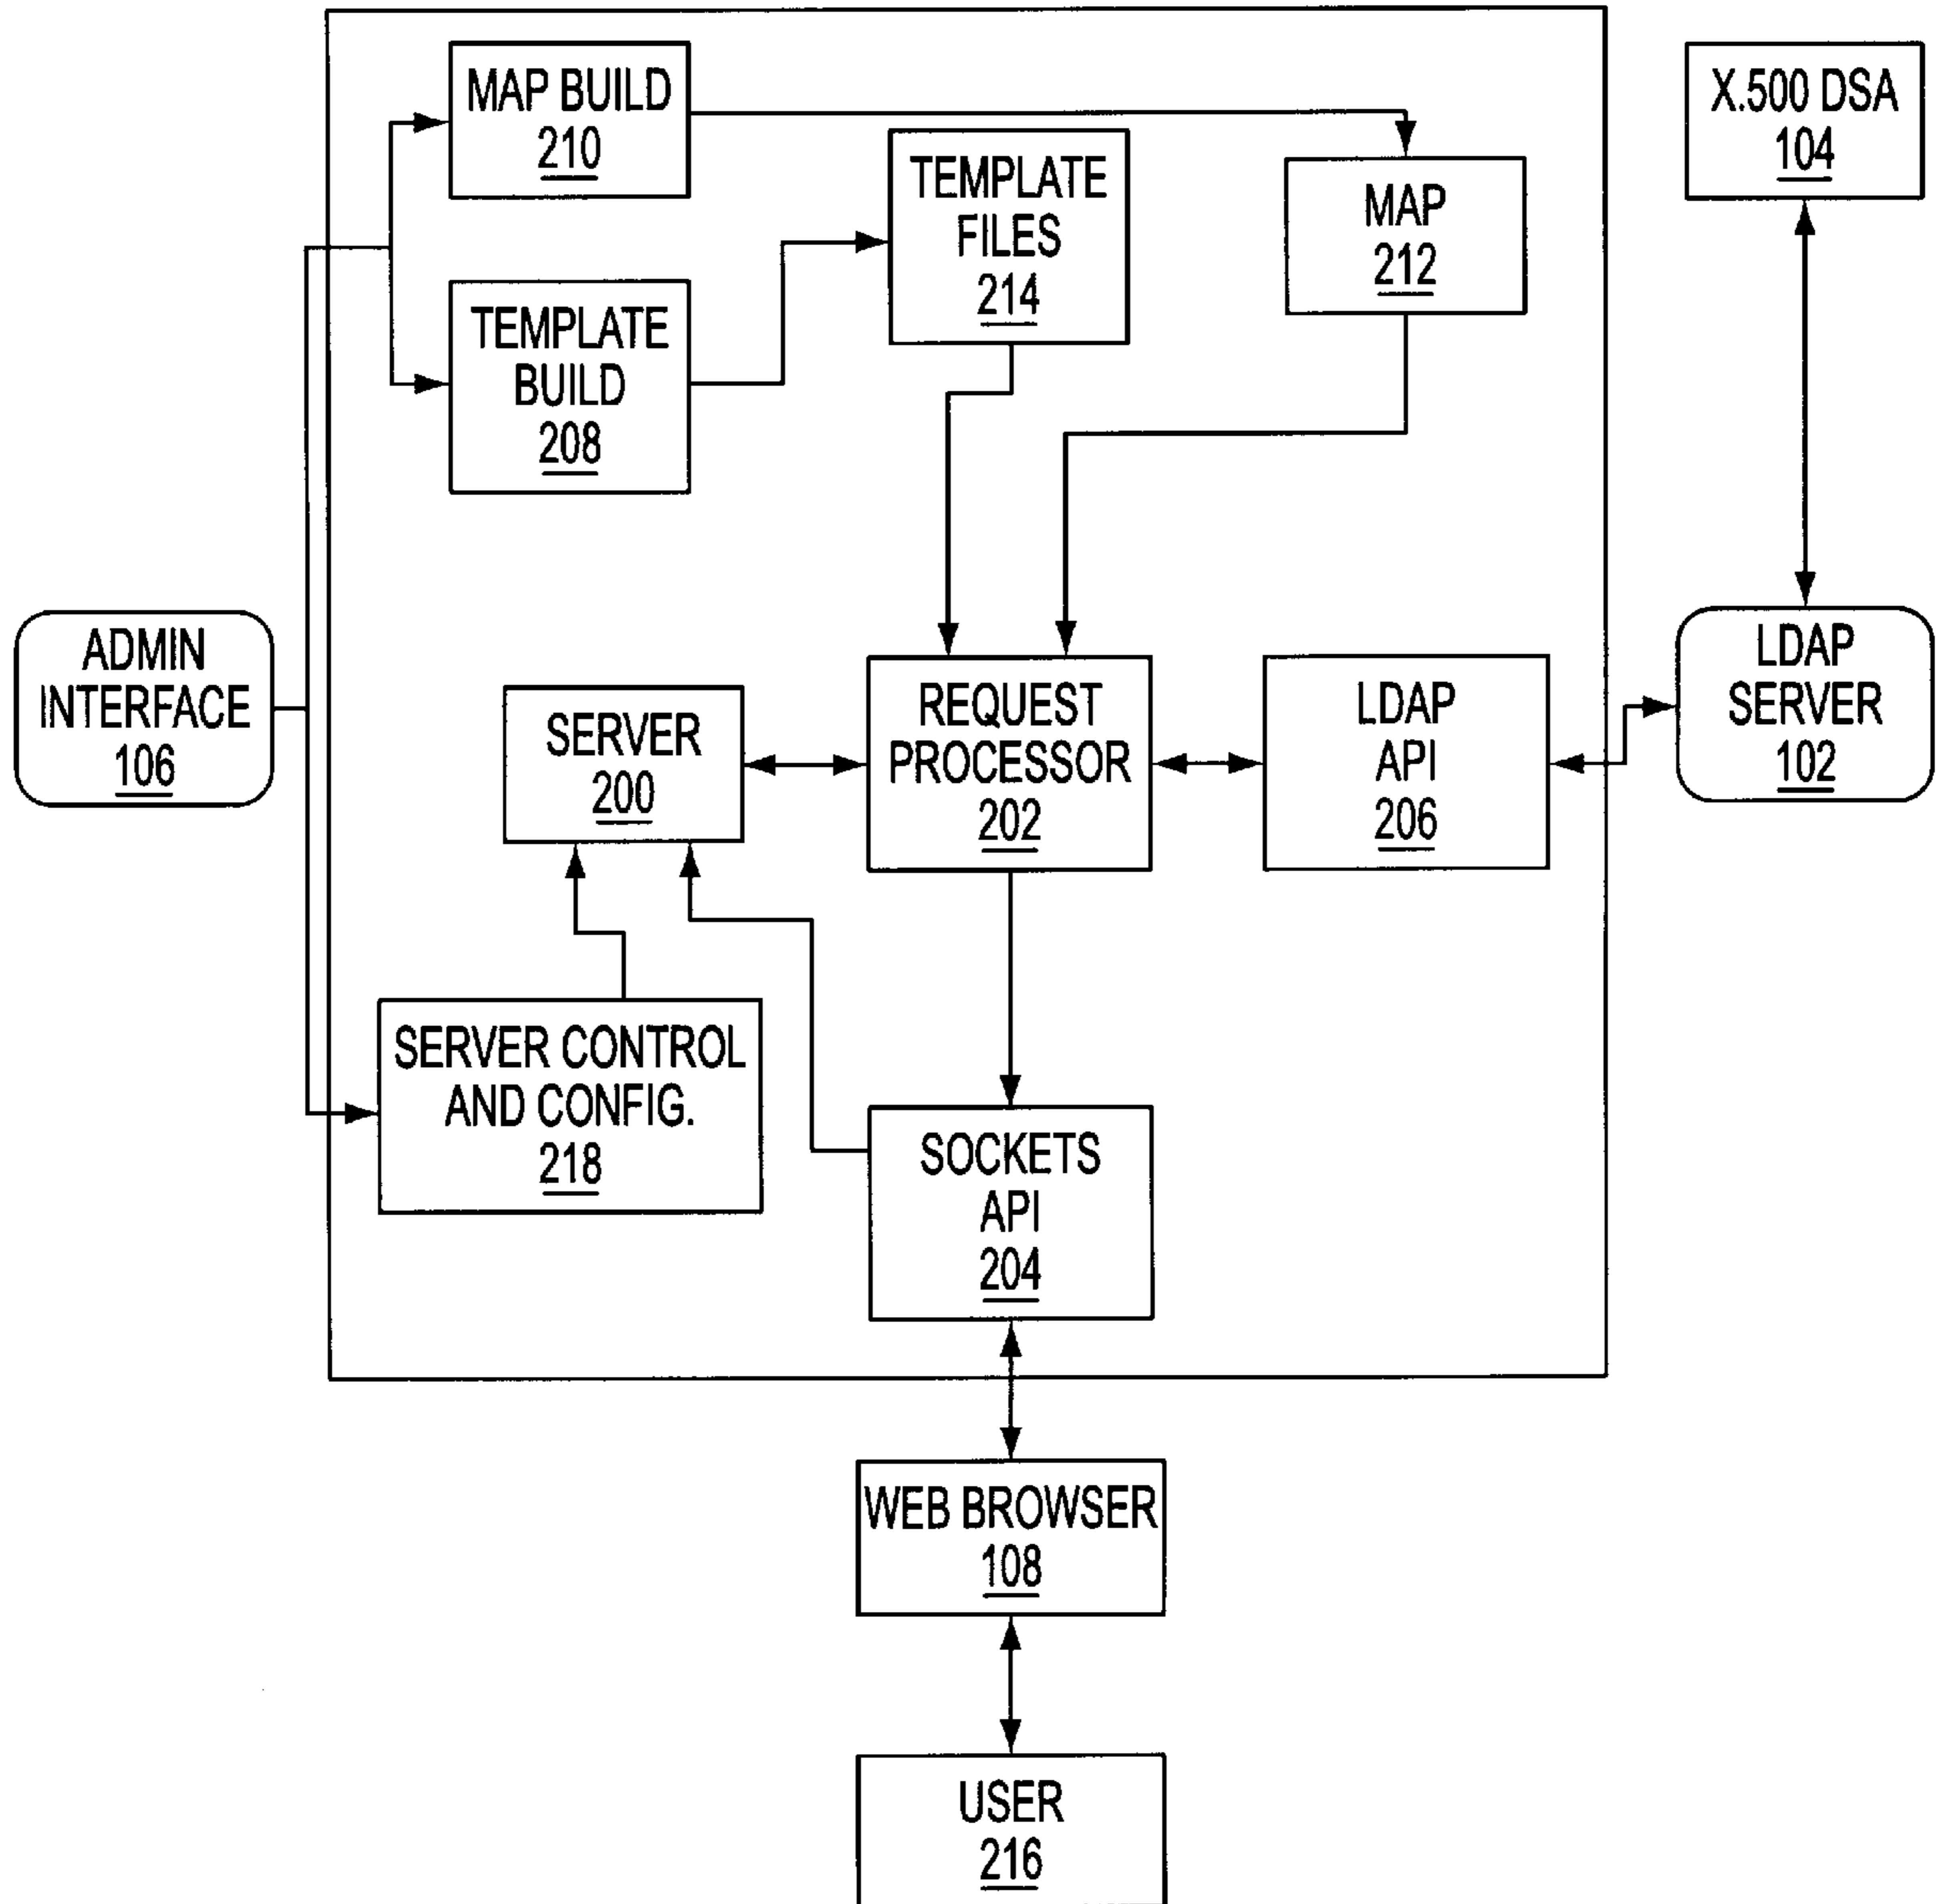 MAP BUILD
210
X.500 DSA
104
TEMPLATE
FILES
214
MAP
212
TEMPLATE
BUILD
208
ADMIN
INTERFACE
106
SERVER
200
REQUEST
PROCESSOR
202
LDAP
API
206
LDAP
SERVER
102
SERVER CONTROL
AND CONFIG.
218
SOCKETS
API
204
WEB BROWSER
108
USER
216